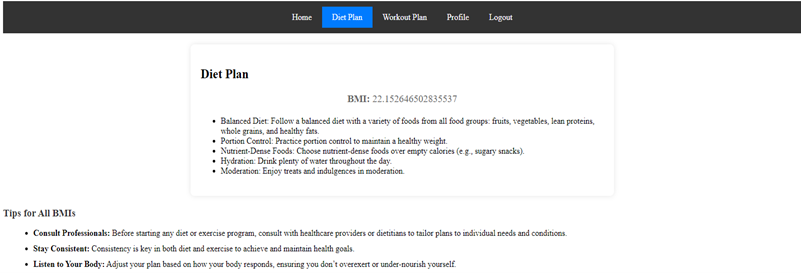 Home Diet Plan Workout Plan Profile Logout
Diet Plan
BMI: 22.152646502835537
Balanced Diet: Follow a balanced diet with a variety of foods from all food groups: fruits, vegetables, lean proteins,
whole grains, and healthy fats.
Portion Control: Practice portion control to maintain a healthy weight.
Nutrient-Dense Foods: Choose nutrient-dense foods over empty calories (e.g., sugary snacks).
Hydration: Drink plenty of water throughout the day.
Moderation: Enjoy treats and indulgences in moderation.
Tips for All BMIs
Consult Professionals: Before starting any diet or exercise program, consult with healthcare providers or dietitians to tailor plans to individual needs and conditions.
Stay Consistent: Consistency is key in both diet and exercise to achieve and maintain health goals.
Listen to Your Body: Adjust your plan based on how your body responds, ensuring you don’t overexert or under-nourish yourself.